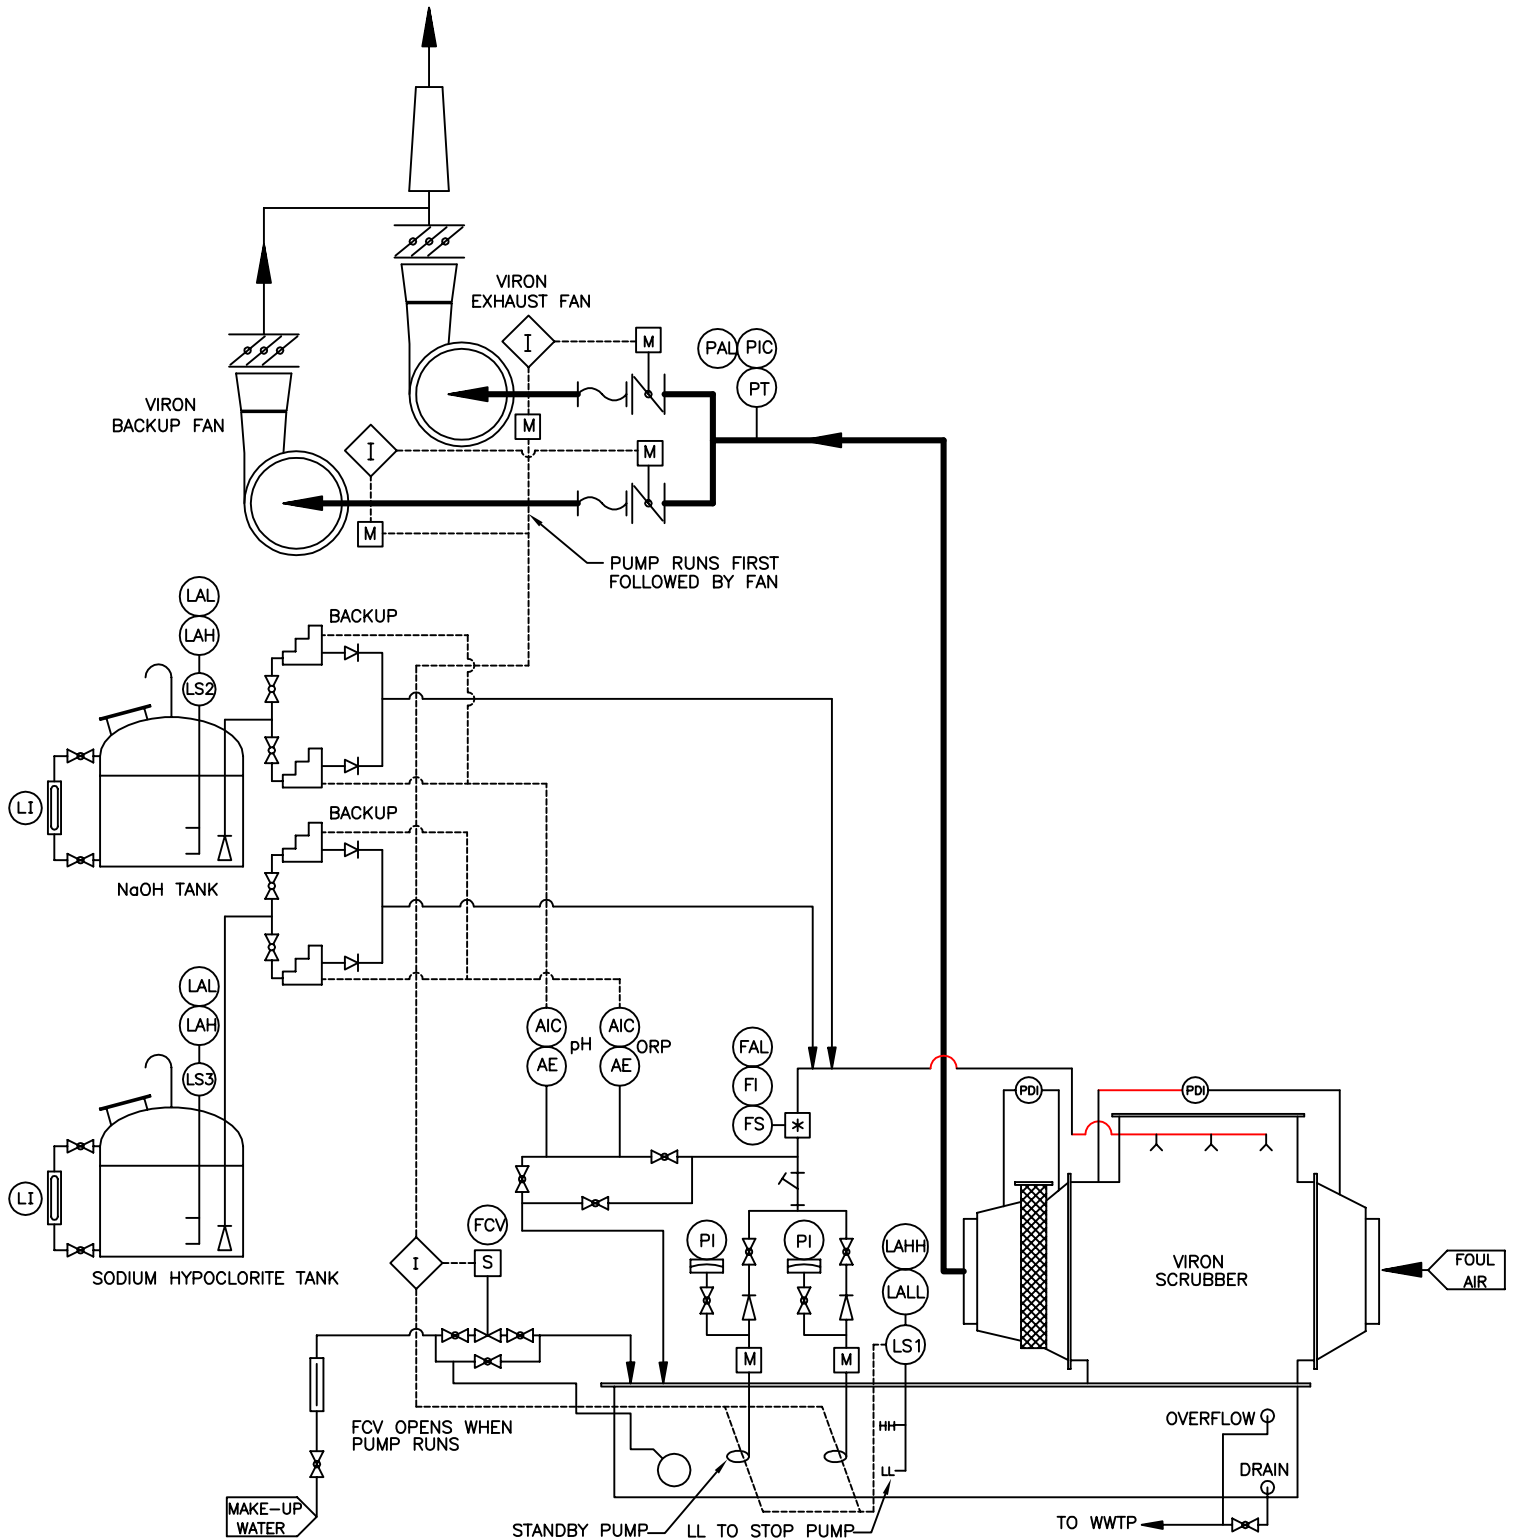 VIRON
EXHAUST FAN
I
M
PAL
PIC
PT
VIRON
BACKUP FAN
M
I
M
M
PUMP RUNS FIRST
FOLLOWED BY FAN
LAL
LAH
LS2
BACKUP
LI
BACKUP
NaOH TANK
LAL
LAH
LS3
AIC
pH
AE
AIC
ORP
AE
FAL
FI
FS
*
PDI
PDI
LI
FCV
S
I
PI
PI
LAHH
LALL
LS1
M
M
VIRON
SCRUBBER
FOUL
AIR
SODIUM HYPOCLORITE TANK
FCV OPENS WHEN
PUMP RUNS
HH
LL
OVERFLOW
DRAIN
MAKE-UP
WATER
STANDBY PUMP
LL TO STOP PUMP
TO WWTP